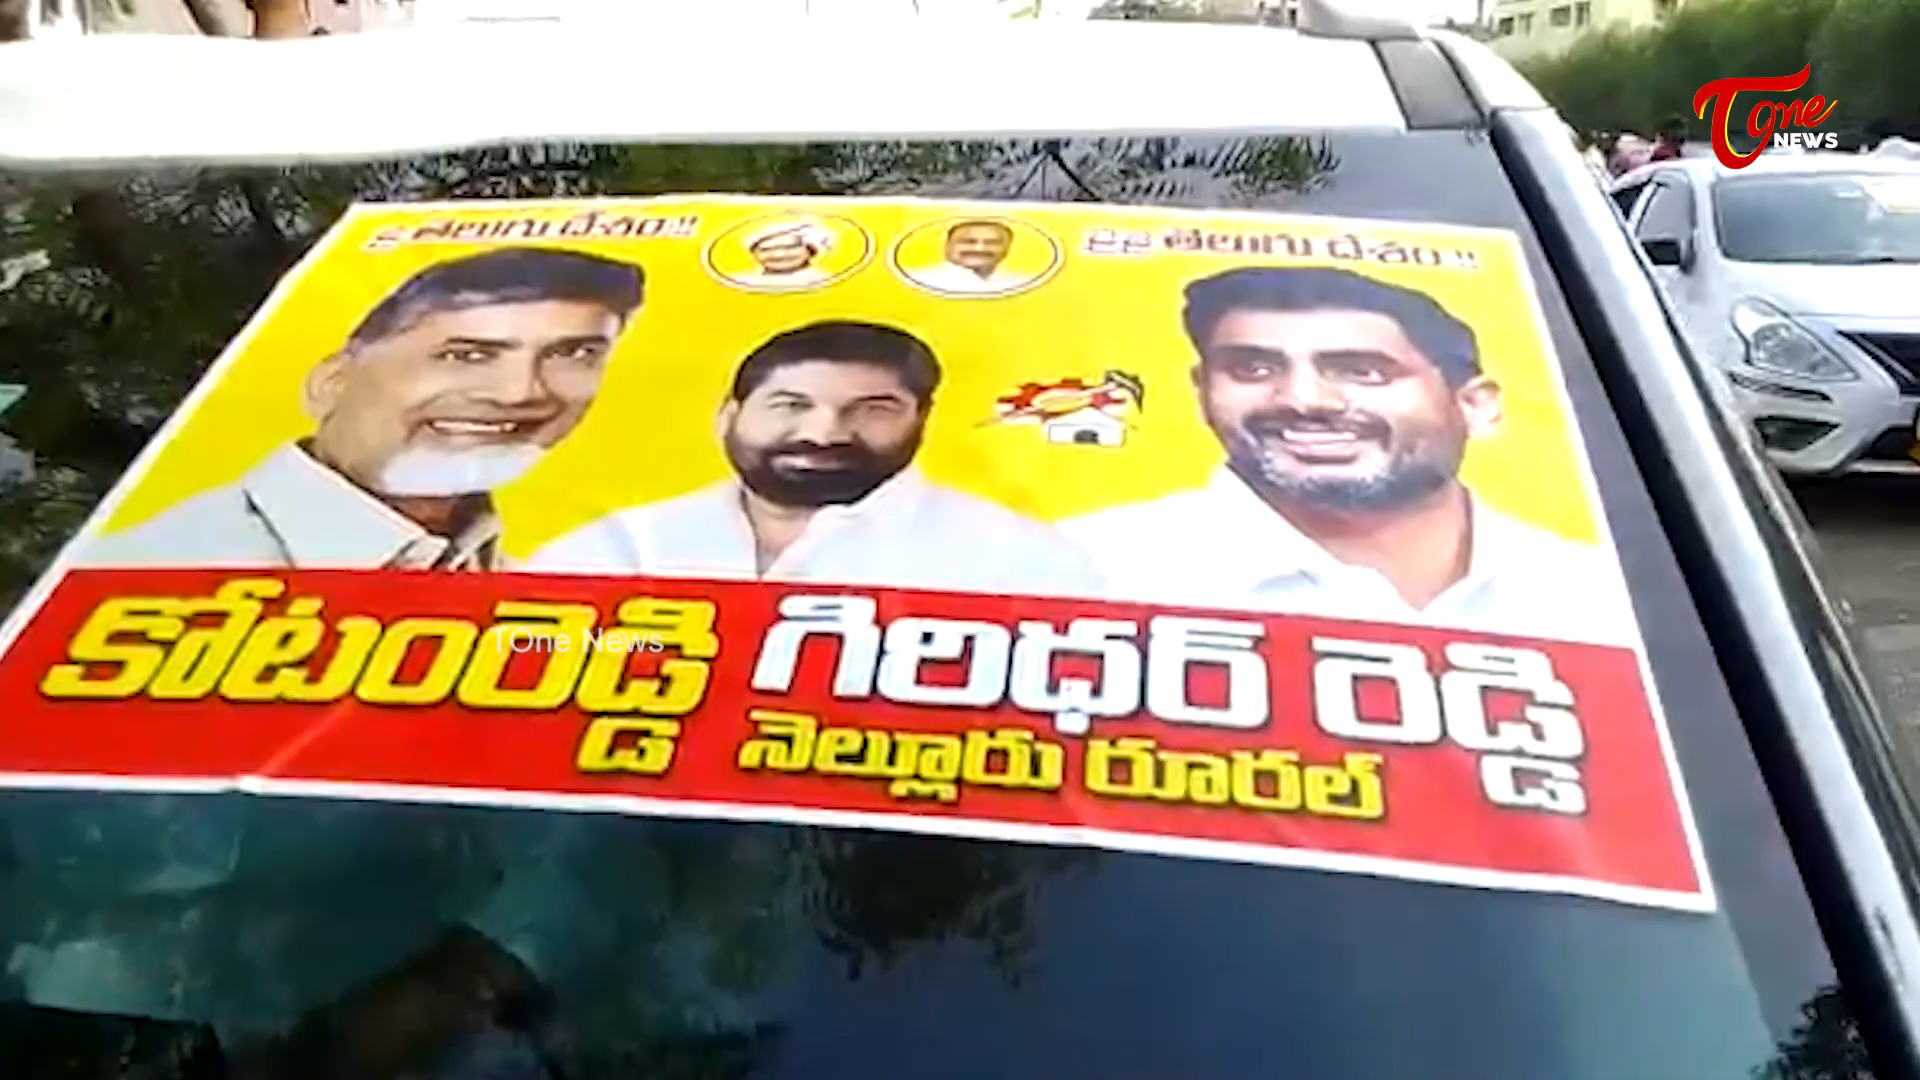 జై తెలుగు దేశం!!
జై జై తెలుగు దేశం..!!
కోటంరెడ్డి గిరిధర్ రెడ్డి
నెల్లూరు రూరల్
TOne News
TOne
NEWS